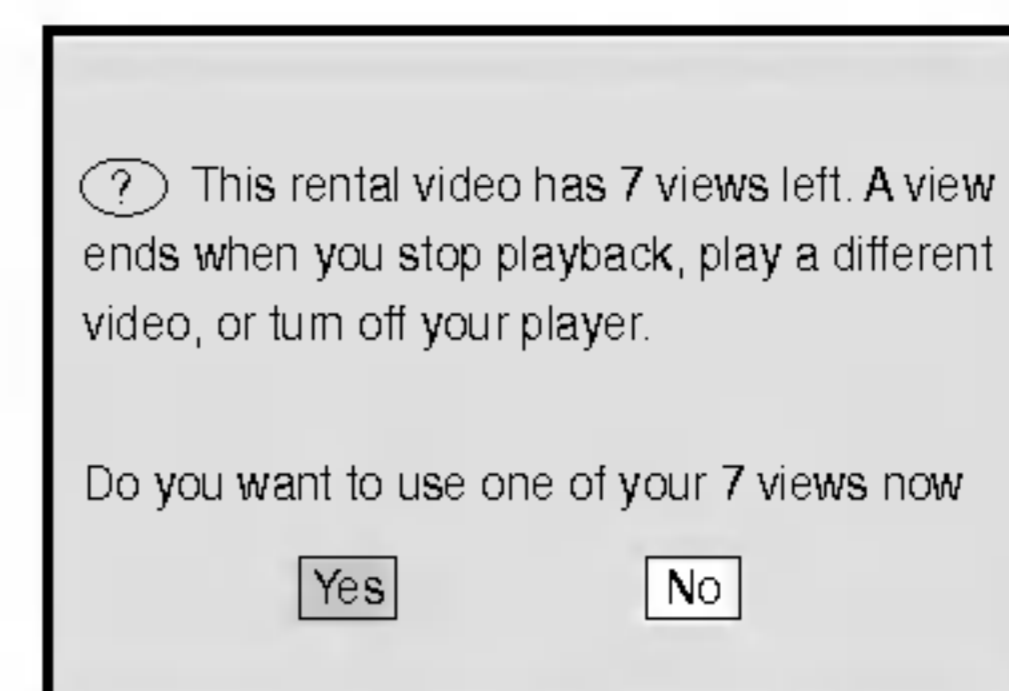 ? This rental video has 7 views left. A view
ends when you stop playback, play a different
video, or turn off your player.
Do you want to use one of your 7 views now
Yes No